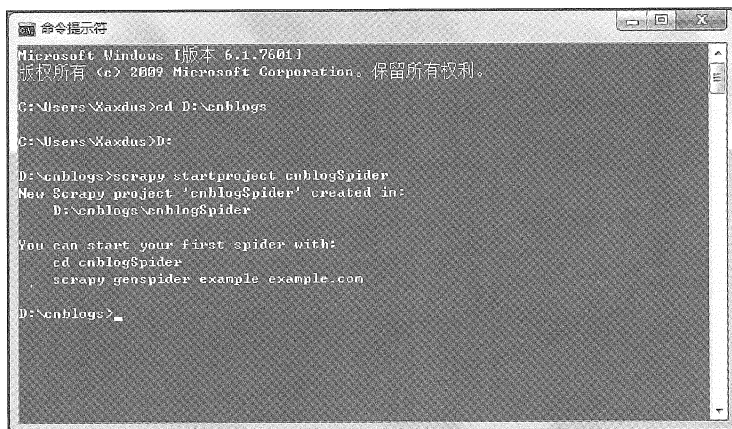 命令提示符
Microsoft Windows [版本 6.1.7601]
版权所有 (c) 2009 Microsoft Corporation。保留所有权利。
C:\Users\Xaxdus>cd D:\cnblogs
C:\Users\Xaxdus>D:
D:\cnblogs>scrapy startproject cnblogSpider
New Scrapy project 'cnblogSpider' created in:
D:\cnblogs\cnblogSpider
You can start your first spider with:
cd cnblogSpider
scrapy genspider example example.com
D:\cnblogs>